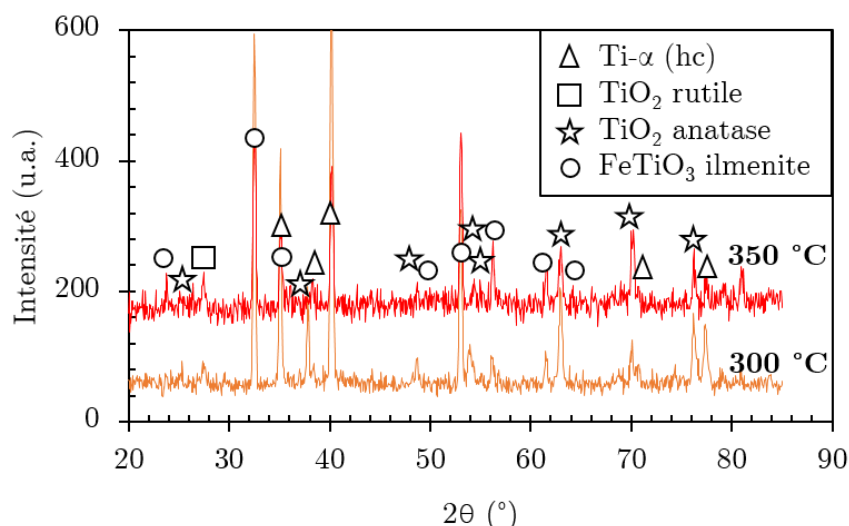 600
400
200
0
Intensité (u.a.)
Ti-α (hc)
TiO₂ rutile
TiO₂ anatase
FeTiO₃ ilmenite
350 °C
300 °C
20 30 40 50 60 70 80 90
2θ (°)